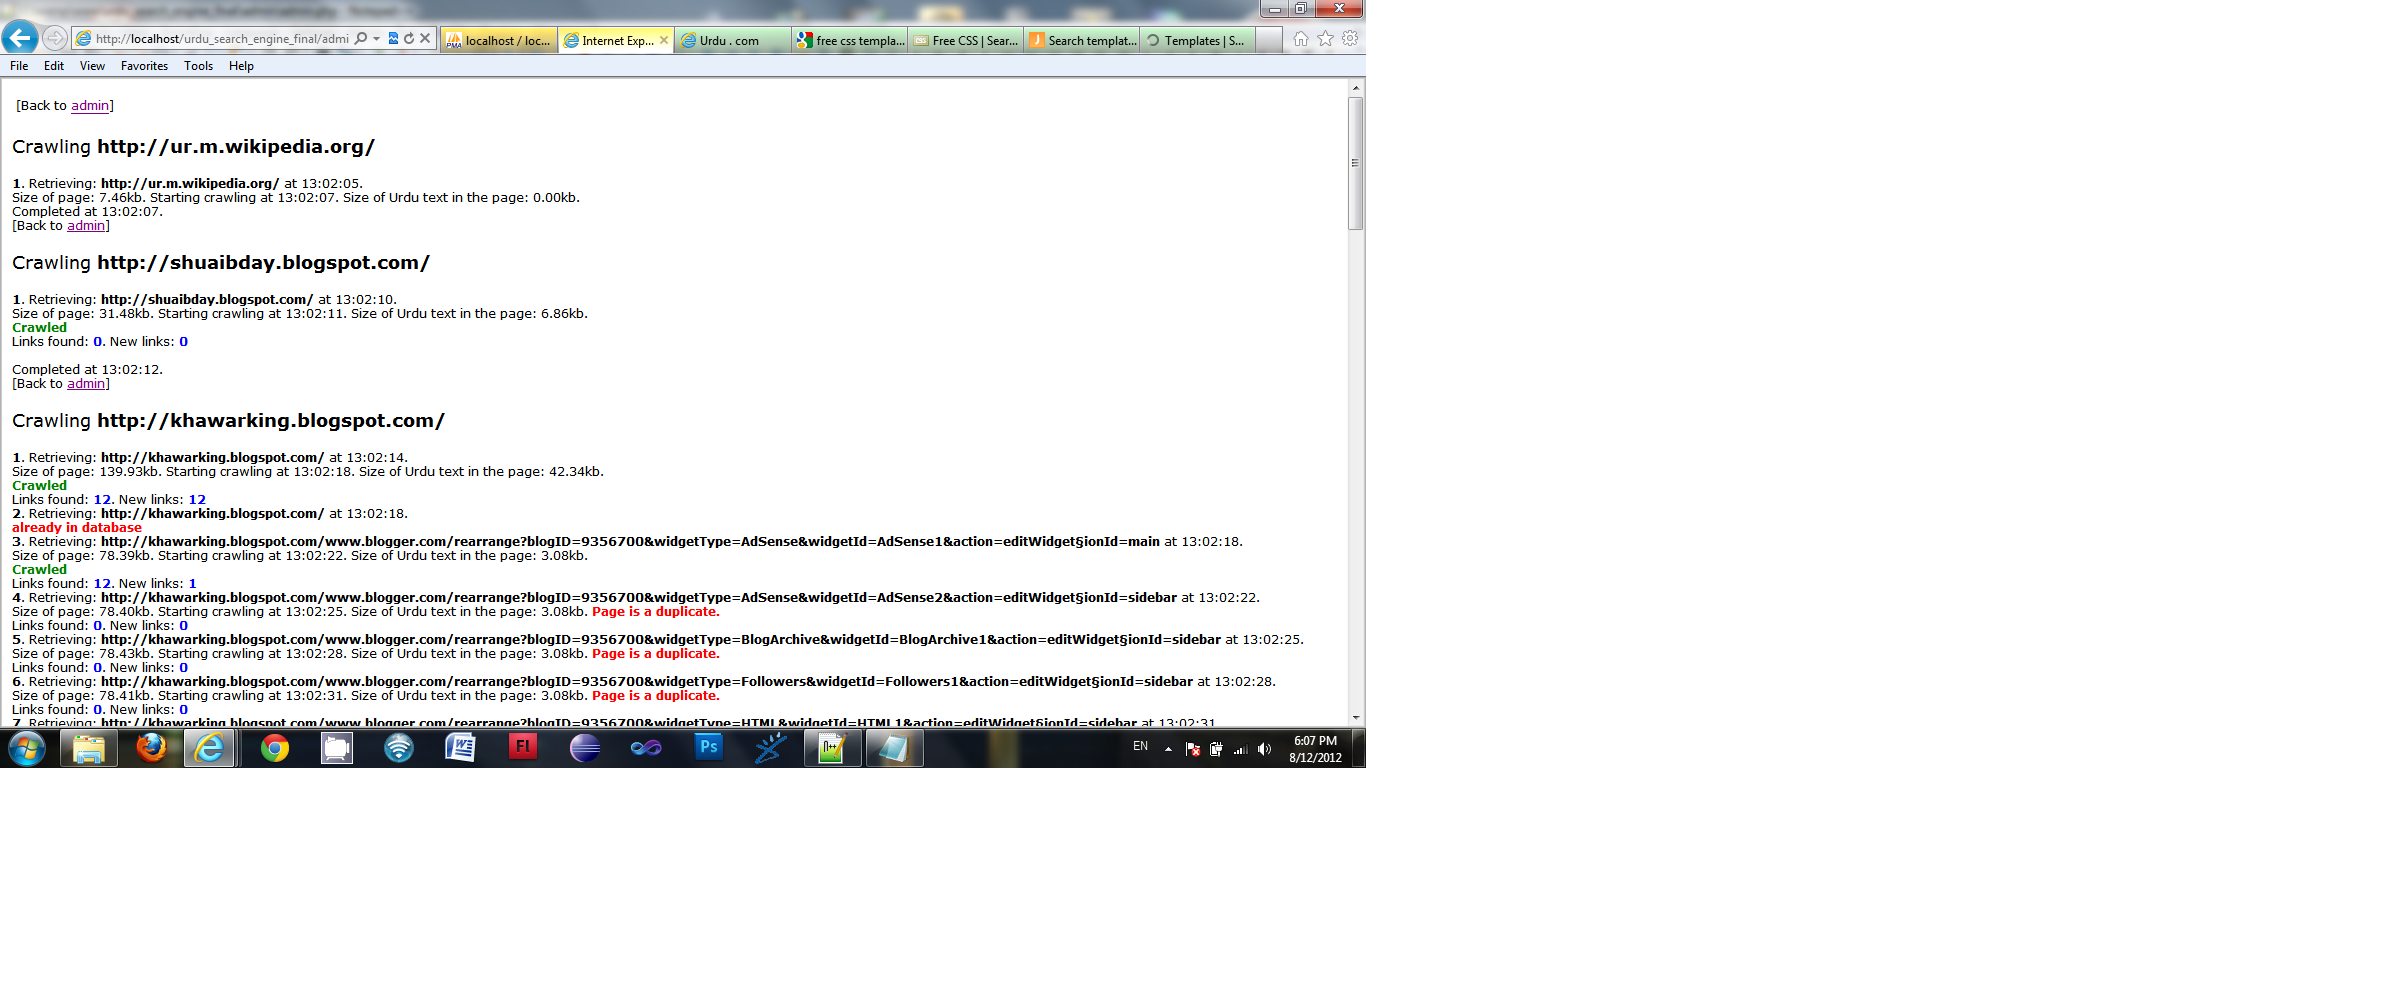 http://localhost/urdu_search_engine_final/admi
localhost / loc...
Internet Exp...
Urdu . com
free css templa...
Free CSS | Sear...
Search templat...
Templates | S...
File Edit View Favorites Tools Help
[Back to admin]
Crawling http://ur.m.wikipedia.org/
1. Retrieving: http://ur.m.wikipedia.org/ at 13:02:05.
Size of page: 7.46kb. Starting crawling at 13:02:07. Size of Urdu text in the page: 0.00kb.
Completed at 13:02:07.
[Back to admin]
Crawling http://shuaibday.blogspot.com/
1. Retrieving: http://shuaibday.blogspot.com/ at 13:02:10.
Size of page: 31.48kb. Starting crawling at 13:02:11. Size of Urdu text in the page: 6.86kb.
Crawled
Links found: 0. New links: 0
Completed at 13:02:12.
[Back to admin]
Crawling http://khawarking.blogspot.com/
1. Retrieving: http://khawarking.blogspot.com/ at 13:02:14.
Size of page: 139.93kb. Starting crawling at 13:02:18. Size of Urdu text in the page: 42.34kb.
Crawled
Links found: 12. New links: 12
2. Retrieving: http://khawarking.blogspot.com/ at 13:02:18.
already in database
3. Retrieving: http://khawarking.blogspot.com/www.blogger.com/rearrange?blogID=9356700&widgetType=AdSense&widgetId=AdSense1&action=editWidget§ionId=main at 13:02:18.
Size of page: 78.39kb. Starting crawling at 13:02:22. Size of Urdu text in the page: 3.08kb.
Crawled
Links found: 12. New links: 1
4. Retrieving: http://khawarking.blogspot.com/www.blogger.com/rearrange?blogID=9356700&widgetType=AdSense&widgetId=AdSense2&action=editWidget§ionId=sidebar at 13:02:22.
Size of page: 78.40kb. Starting crawling at 13:02:25. Size of Urdu text in the page: 3.08kb. Page is a duplicate.
Links found: 0. New links: 0
5. Retrieving: http://khawarking.blogspot.com/www.blogger.com/rearrange?blogID=9356700&widgetType=BlogArchive&widgetId=BlogArchive1&action=editWidget§ionId=sidebar at 13:02:25.
Size of page: 78.43kb. Starting crawling at 13:02:28. Size of Urdu text in the page: 3.08kb. Page is a duplicate.
Links found: 0. New links: 0
6. Retrieving: http://khawarking.blogspot.com/www.blogger.com/rearrange?blogID=9356700&widgetType=Followers&widgetId=Followers1&action=editWidget§ionId=sidebar at 13:02:28.
Size of page: 78.41kb. Starting crawling at 13:02:31. Size of Urdu text in the page: 3.08kb. Page is a duplicate.
Links found: 0. New links: 0
7. Retrieving: http://khawarking.blogspot.com/www.blogger.com/rearrange?blogID=9356700&widgetType=HTML&widgetId=HTML1&action=editWidget§ionId=sidebar at 13:02:31
EN
6:07 PM
8/12/2012